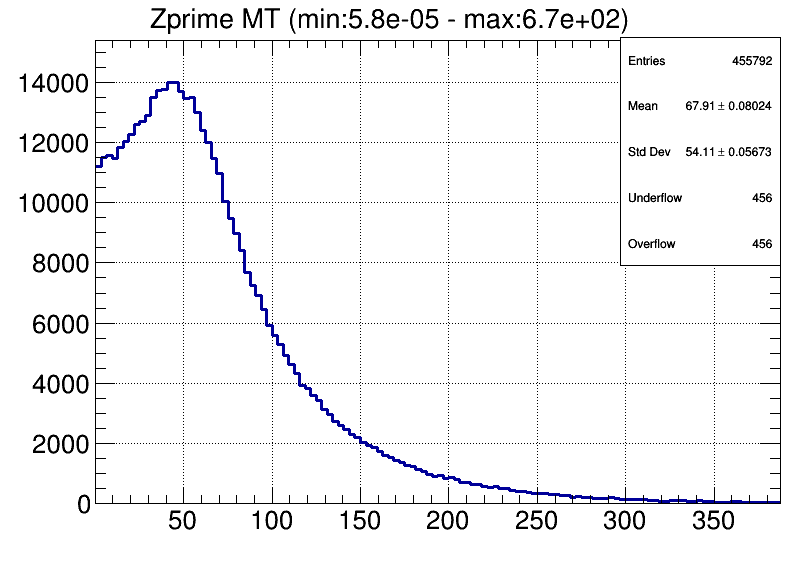 Zprime MT (min:5.8e-05 - max:6.7e+02)
Entries 455792
Mean 67.91 ± 0.08024
Std Dev 54.11 ± 0.05673
Underflow 456
Overflow 456
14000
12000
10000
8000
6000
4000
2000
0
50 100 150 200 250 300 350